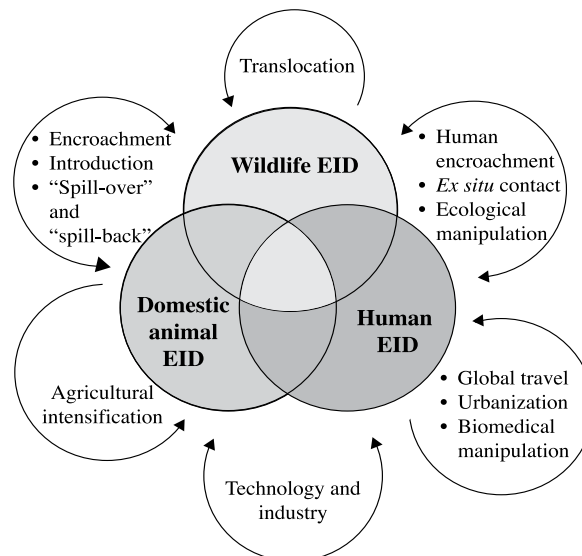 Translocation
• Encroachment
• Introduction
• “Spill-over”
and
“spill-back”
Wildlife EID
• Human
encroachment
• Ex situ contact
• Ecological
manipulation
Domestic
animal
EID
Human
EID
Agricultural
intensification
• Global travel
• Urbanization
• Biomedical
manipulation
Technology and
industry